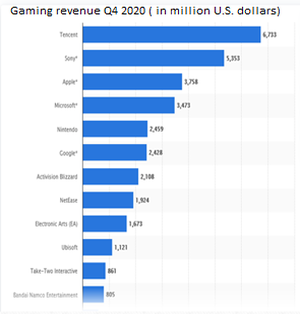 Gaming revenue Q4 2020 ( in million U.S. dollars)
Tencent 6,733
Sony* 5,353
Apple* 3,758
Microsoft* 3,473
Nintendo 2,459
Google* 2,428
Activision Blizzard 2,108
NetEase 1,924
Electronic Arts (EA) 1,673
Ubisoft 1,121
Take-Two Interactive 861
Bandai Namco Entertainment 805